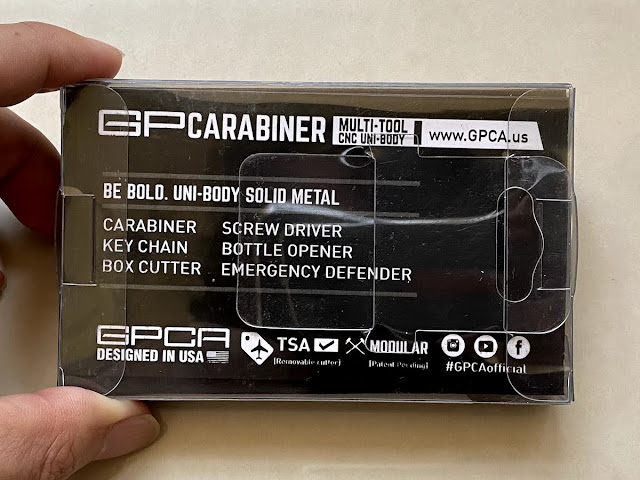 GPCARABINER MULTI-TOOL CNC UNI-BODY www.GPCA.us
BE BOLD. UNI-BODY SOLID METAL
CARABINER SCREW DRIVER
KEY CHAIN BOTTLE OPENER
BOX CUTTER EMERGENCY DEFENDER
GPCA TSA MODULAR
DESIGNED IN USA [Removable cutter] [Patent Pending] #GPCAofficial